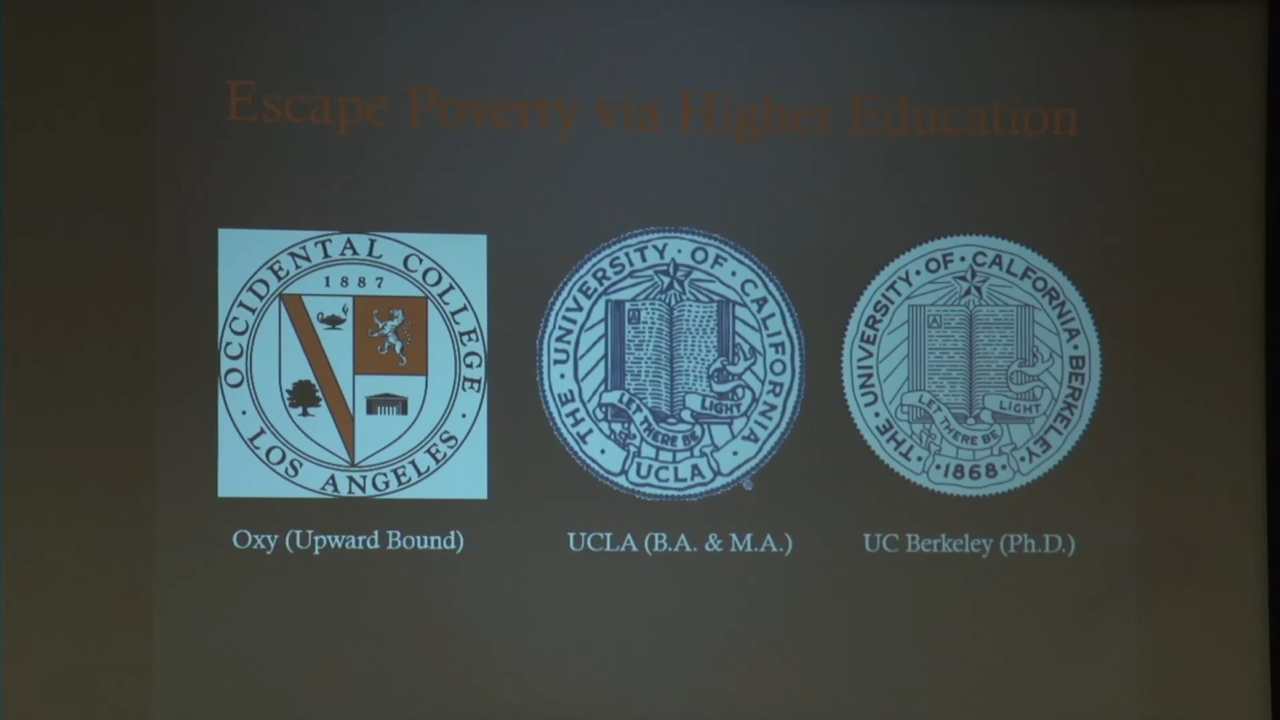 Escape Poverty via Higher Education
OCCIDENTAL COLLEGE
1887
· LOS ANGELES ·
Oxy (Upward Bound)
· THE · UNIVERSITY · OF · CALIFORNIA ·
A
LET THERE BE LIGHT
UCLA
UCLA (B.A. & M.A.)
· THE · UNIVERSITY · OF · CALFORNIA · BERKELEY ·
A
LET THERE BE LIGHT
· 1868 ·
UC Berkeley (Ph.D.)